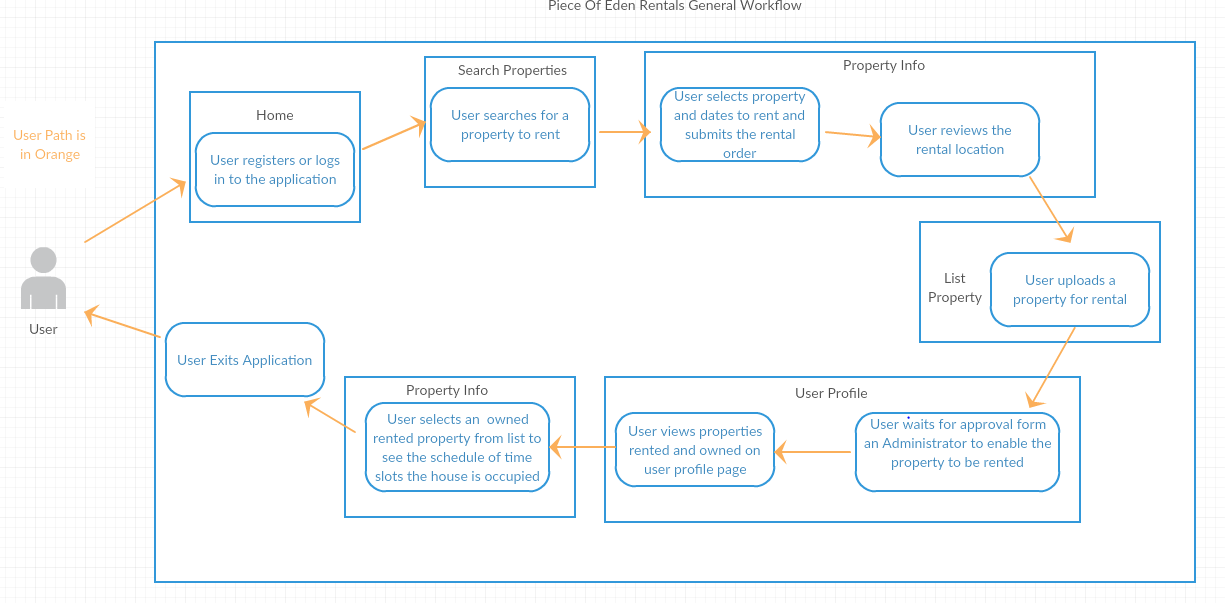 Piece Of Eden Rentals General Workflow
User Path is
in Orange
User
Home
User registers or logs
in to the application
Search Properties
User searches for a
property to rent
Property Info
User selects property
and dates to rent and
submits the rental
order
User reviews the
rental location
List
Property
User uploads a
property for rental
User Profile
User waits for approval form
an Administrator to enable the
property to be rented
User views properties
rented and owned on
user profile page
Property Info
User selects an owned
rented property from list to
see the schedule of time
slots the house is occupied
User Exits Application